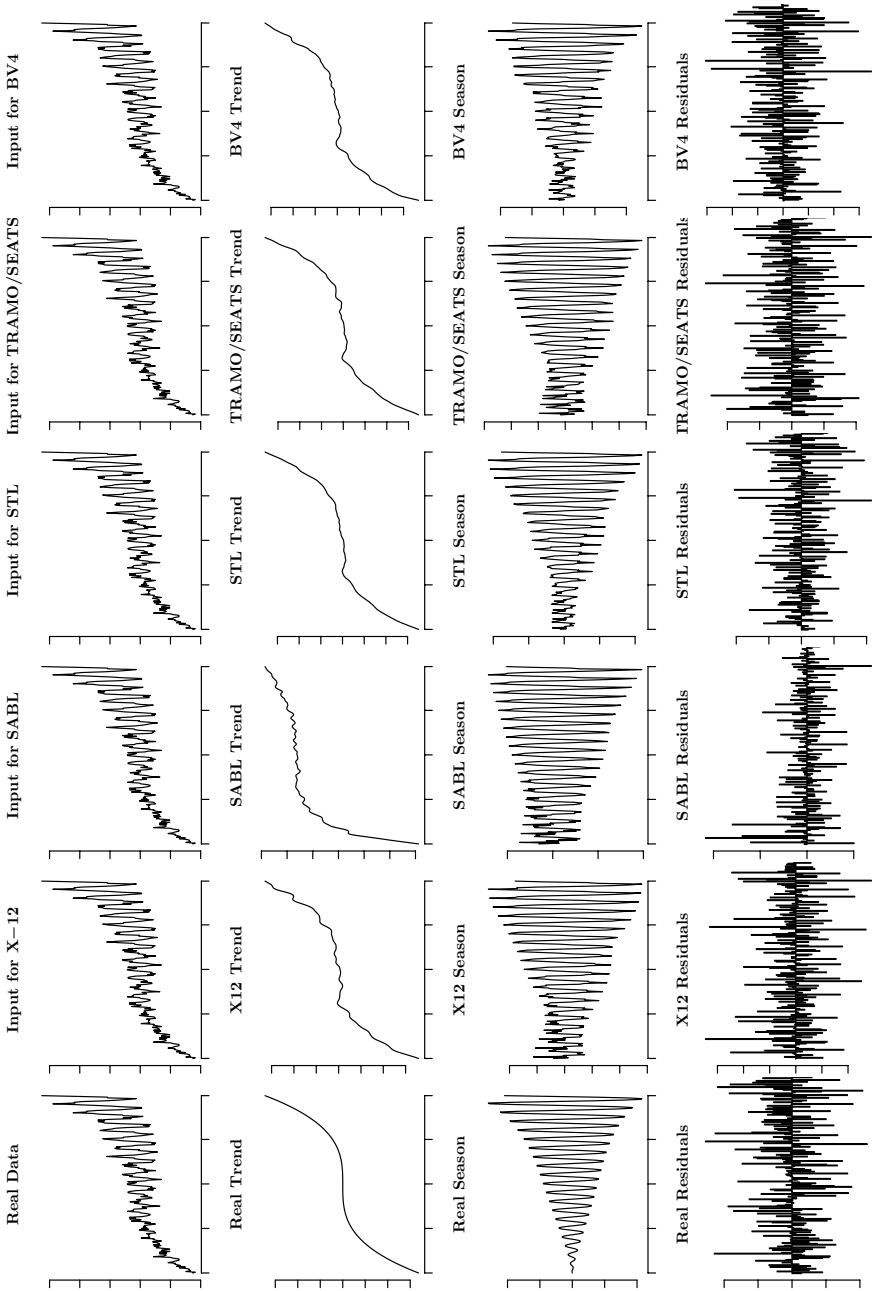 Real Data
Input for X−12
Input for SABL
Input for STL
Input for TRAMO/SEATS
Input for BV4
Real Trend
X12 Trend
SABL Trend
STL Trend
TRAMO/SEATS Trend
BV4 Trend
Real Season
X12 Season
SABL Season
STL Season
TRAMO/SEATS Season
BV4 Season
Real Residuals
X12 Residuals
SABL Residuals
STL Residuals
TRAMO/SEATS Residuals
BV4 Residuals